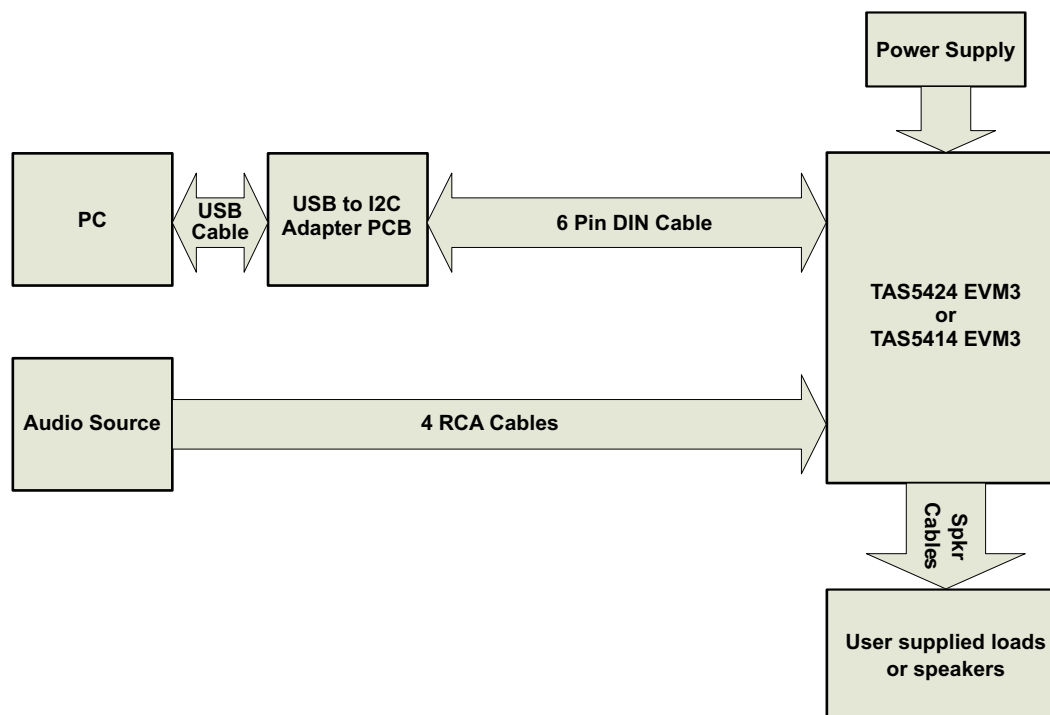 Power Supply
PC
USB
Cable
USB to I2C
Adapter PCB
6 Pin DIN Cable
TAS5424 EVM3
or
TAS5414 EVM3
Audio Source
4 RCA Cables
Spkr
Cables
User supplied loads
or speakers